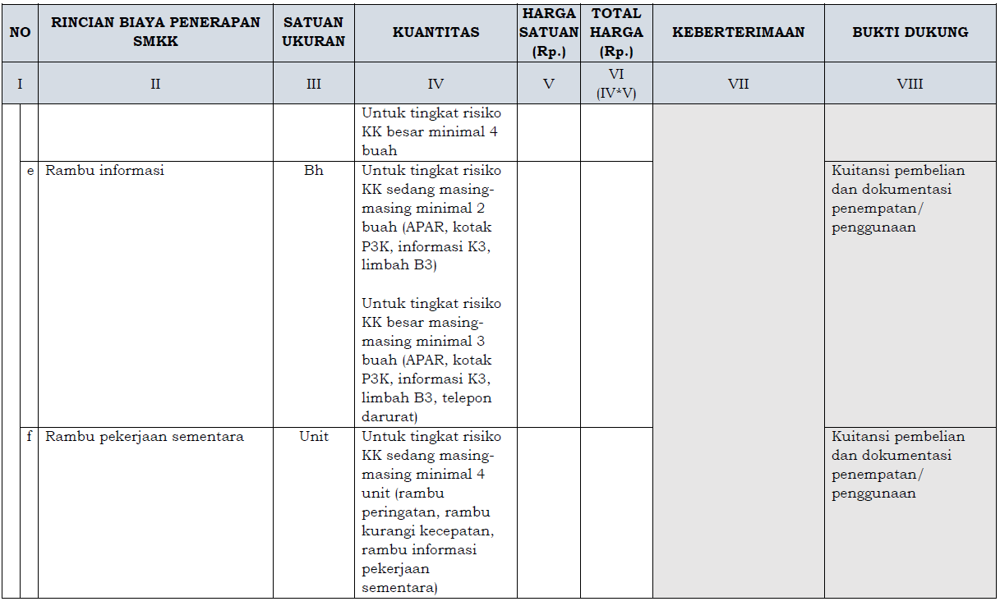 NO
RINCIAN BIAYA PENERAPAN
SMKK
SATUAN
UKURAN
KUANTITAS
HARGA
SATUAN
(Rp.)
TOTAL
HARGA
(Rp.)
KEBERTERIMAAN
BUKTI DUKUNG
I
II
III
IV
V
VI
(IV*V)
VII
VIII
Untuk tingkat risiko
KK besar minimal 4
buah
e
Rambu informasi
Bh
Untuk tingkat risiko
KK sedang masing-
masing minimal 2
buah (APAR, kotak
P3K, informasi K3,
limbah B3)
Untuk tingkat risiko
KK besar masing-
masing minimal 3
buah (APAR, kotak
P3K, informasi K3,
limbah B3, telepon
darurat)
Kuitansi pembelian
dan dokumentasi
penempatan/
penggunaan
f
Rambu pekerjaan sementara
Unit
Untuk tingkat risiko
KK sedang masing-
masing minimal 4
unit (rambu
peringatan, rambu
kurangi kecepatan,
rambu informasi
pekerjaan
sementara)
Kuitansi pembelian
dan dokumentasi
penempatan/
penggunaan